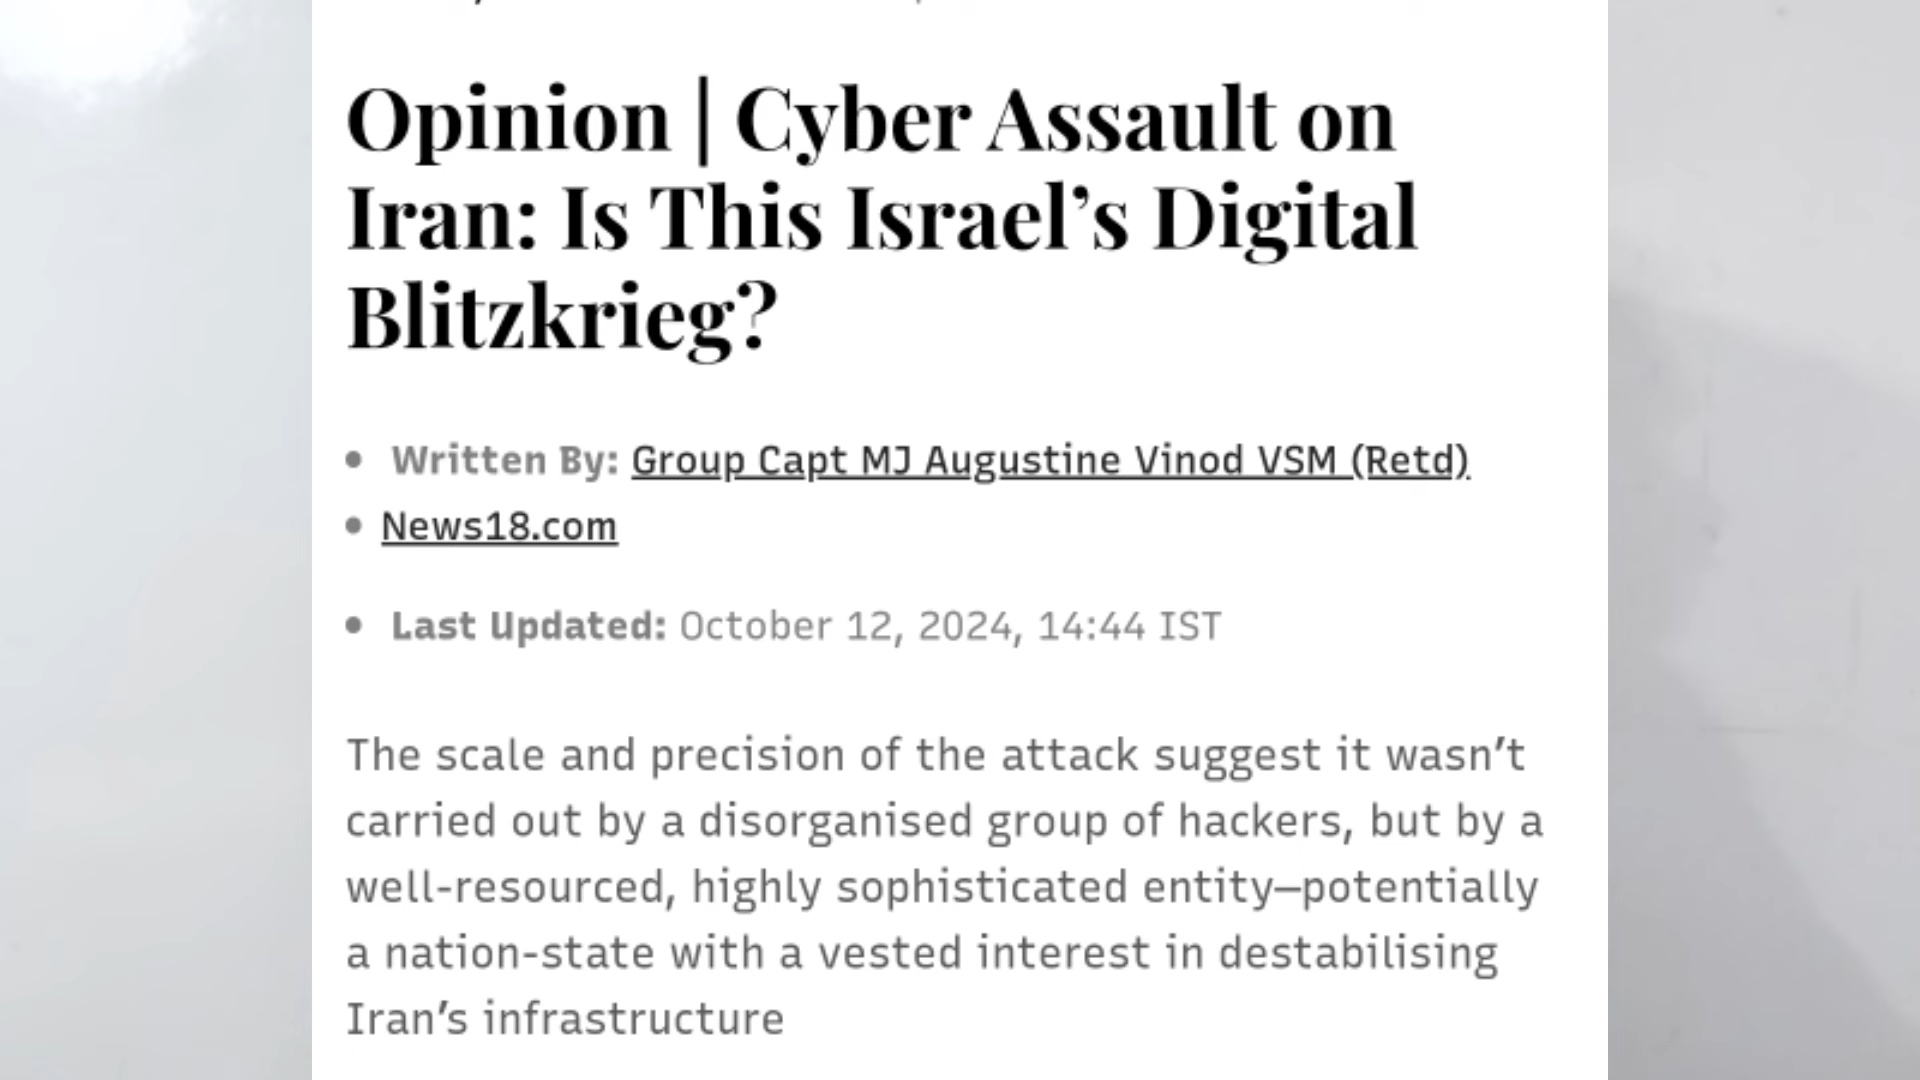 Opinion | Cyber Assault on
Iran: Is This Israel’s Digital
Blitzkrieg?
• Written By: Group Capt MJ Augustine Vinod VSM (Retd)
• News18.com
• Last Updated: October 12, 2024, 14:44 IST
The scale and precision of the attack suggest it wasn’t
carried out by a disorganised group of hackers, but by a
well-resourced, highly sophisticated entity—potentially
a nation-state with a vested interest in destabilising
Iran’s infrastructure